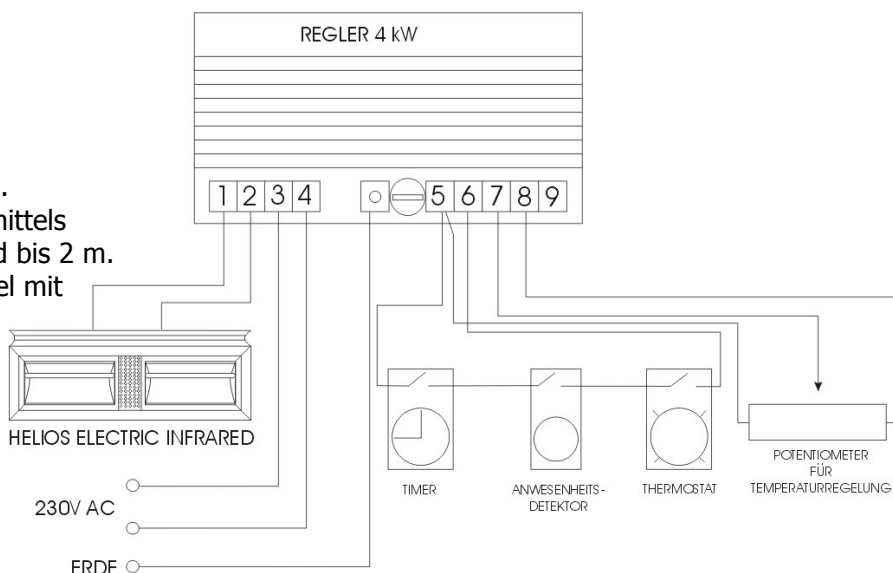 REGLER 4 kW
.
mittels
d bis 2 m.
el mit
1 2 3 4 5 6 7 8 9
HELIOS ELECTRIC INFRARED
230V AC
ERDE
TIMER
ANWESENHEITS-
DETEKTOR
THERMOSTAT
POTENTIOMETER
FÜR
TEMPERATURREGELUNG